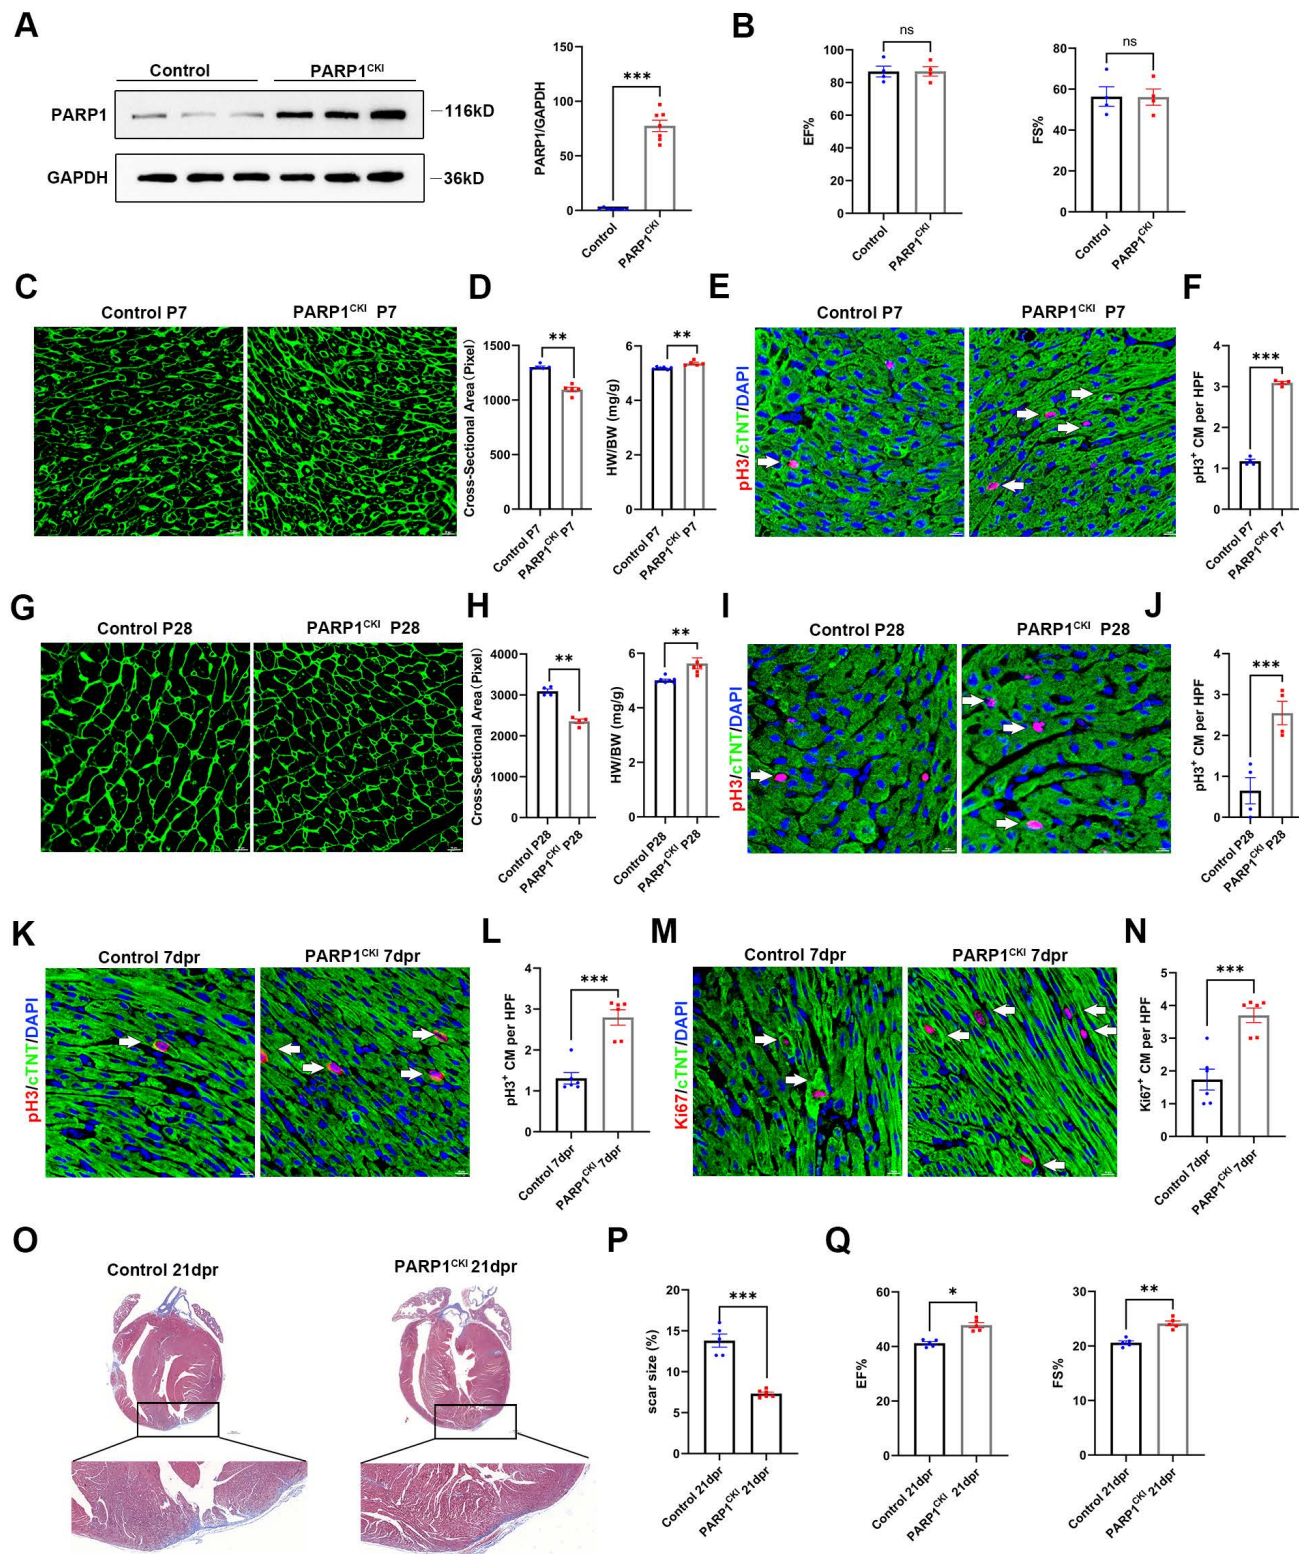 A
Control
PARP1CKI
PARP1
116kD
GAPDH
36kD
PARP1/GAPDH
150
100
50
0
***
Control
PARP1CKI
B
EF%
100
80
60
40
20
0
ns
Control
PARP1CKI
FS%
80
60
40
20
0
ns
Control
PARP1CKI
C
Control P7
PARP1CKI P7
D
Cross-Sectional Area (Pixel)
1500
1000
500
0
**
Control P7
PARP1CKI P7
HW/BW (mg/g)
6
4
2
0
**
Control P7
PARP1CKI P7
E
Control P7
PARP1CKI P7
pH3/cTNT/DAPI
F
pH3+ CM per HPF
4
3
2
1
0
***
Control P7
PARP1CKI P7
G
Control P28
PARP1CKI P28
H
Cross-Sectional Area (Pixel)
4000
3000
2000
1000
0
**
Control P28
PARP1CKI P28
HW/BW (mg/g)
6
4
2
0
**
Control P28
PARP1CKI P28
I
Control P28
PARP1CKI P28
pH3/cTNT/DAPI
J
pH3+ CM per HPF
4
3
2
1
0
***
Control P28
PARP1CKI P28
K
Control 7dpr
PARP1CKI 7dpr
pH3/cTNT/DAPI
L
pH3+ CM per HPF
4
3
2
1
0
***
Control 7dpr
PARP1CKI 7dpr
M
Control 7dpr
PARP1CKI 7dpr
Ki67/cTNT/DAPI
N
Ki67+ CM per HPF
5
4
3
2
1
0
***
Control 7dpr
PARP1CKI 7dpr
O
Control 21dpr
PARP1CKI 21dpr
P
scar size (%)
20
15
10
5
0
***
Control 21dpr
PARP1CKI 21dpr
Q
EF%
60
40
20
0
*
Control 21dpr
PARP1CKI 21dpr
FS%
30
20
10
0
**
Control 21dpr
PARP1CKI 21dpr